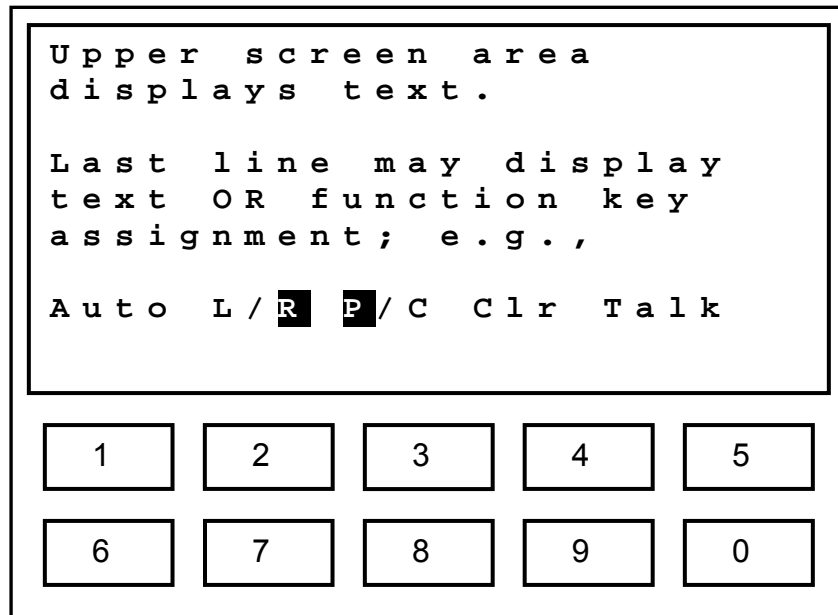 Upper screen area
displays text.
Last line may display
text OR function key
assignment; e.g.,
Auto L/R P/C Clr Talk
1 2 3 4 5
6 7 8 9 0